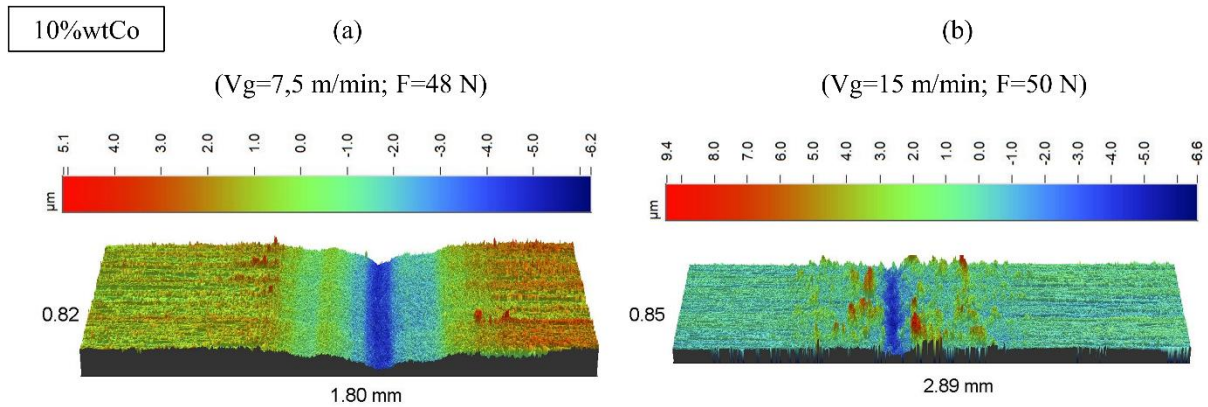 10%wtCo
(a)
(b)
(Vg=7,5 m/min; F=48 N)
(Vg=15 m/min; F=50 N)
5.1 4.0 3.0 2.0 1.0 0.0 -1.0 -2.0 -3.0 -4.0 -5.0 -6.2
µm
0.82
1.80 mm
9.4 8.0 7.0 6.0 5.0 4.0 3.0 2.0 1.0 0.0 -1.0 -2.0 -3.0 -4.0 -5.0 -6.6
µm
0.85
2.89 mm